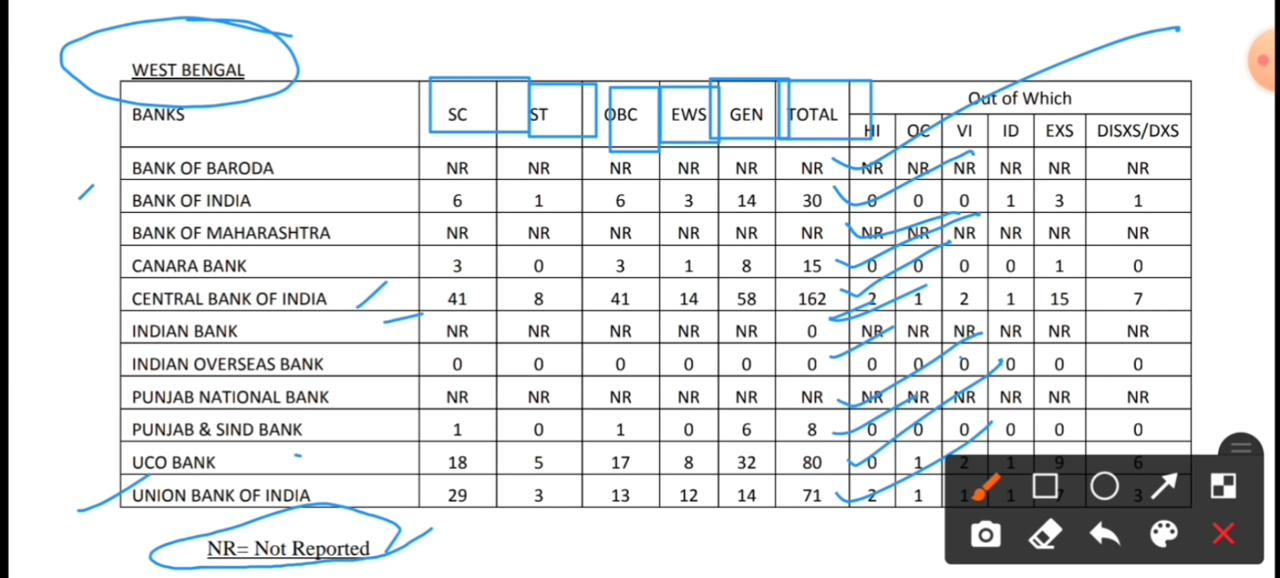 WEST BENGAL
BANKS SC ST OBC EWS GEN TOTAL Out of Which
HI OC VI ID EXS DISXS/DXS
BANK OF BARODA NR NR NR NR NR NR NR NR NR NR NR NR
BANK OF INDIA 6 1 6 3 14 30 0 0 0 1 3 1
BANK OF MAHARASHTRA NR NR NR NR NR NR NR NR NR NR NR NR
CANARA BANK 3 0 3 1 8 15 0 0 0 0 1 0
CENTRAL BANK OF INDIA 41 8 41 14 58 162 2 1 2 1 15 7
INDIAN BANK NR NR NR NR NR 0 NR NR NR NR NR NR
INDIAN OVERSEAS BANK 0 0 0 0 0 0 0 0 0 0 0 0
PUNJAB NATIONAL BANK NR NR NR NR NR NR NR NR NR NR NR NR
PUNJAB & SIND BANK 1 0 1 0 6 8 0 0 0 0 0 0
UCO BANK 18 5 17 8 32 80 0 1 2 1 9 6
UNION BANK OF INDIA 29 3 13 12 14 71 2 1 1 1 7 3
NR= Not Reported